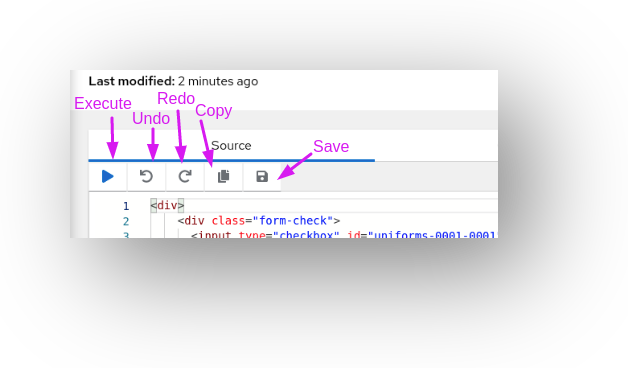 Last modified: 2 minutes ago
Execute
Undo
Redo
Copy
Source
Save
1 <div>
2 <div class="form-check">
3 <input type="checkbox" id="uniforms-0001-0001